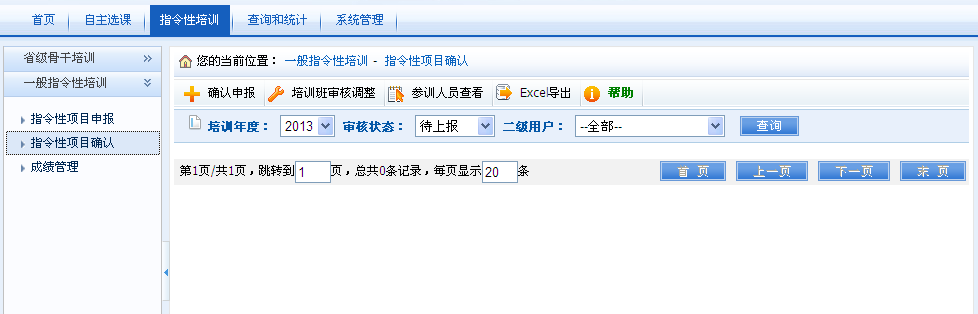 首页 自主选课 指令性培训 查询和统计 系统管理
省级骨干培训
一般指令性培训
指令性项目申报
指令性项目确认
成绩管理
您的当前位置： 一般指令性培训 - 指令性项目确认
确认申报 培训班审核调整 参训人员查看 Excel导出 帮助
培训年度： 2013 审核状态： 待上报 二级用户： --全部-- 查询
第1页/共1页，跳转到1页，总共0条记录，每页显示20条 首 页 上一页 下一页 末 页